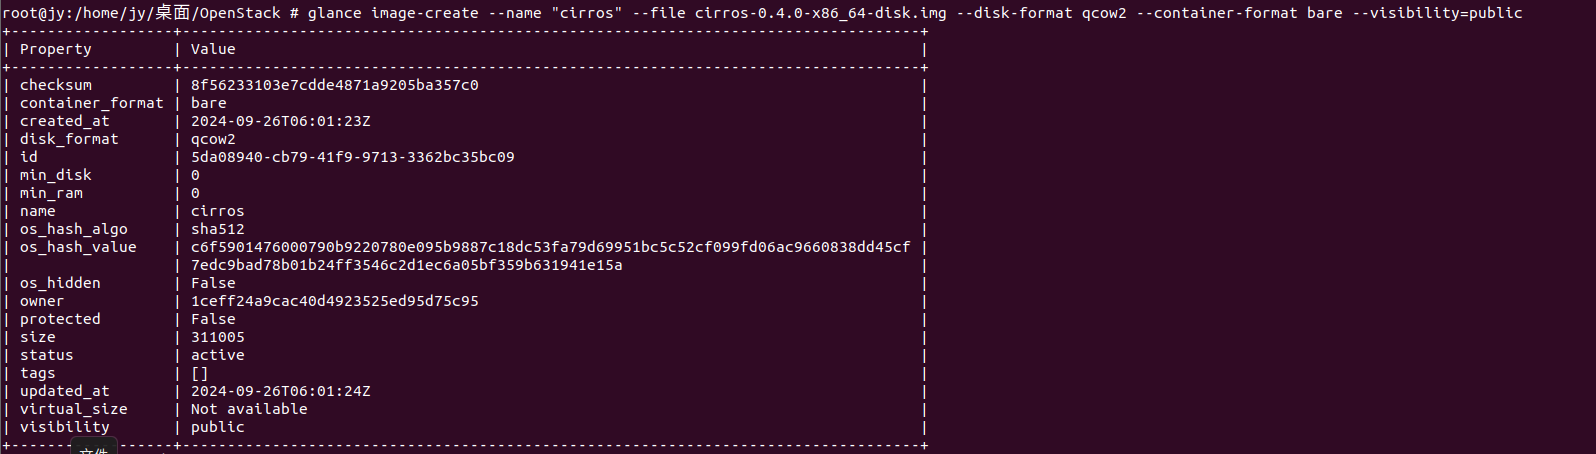 root@jy:/home/jy/桌面/OpenStack # glance image-create --name "cirros" --file cirros-0.4.0-x86_64-disk.img --disk-format qcow2 --container-format bare --visibility=public
+------------------+----------------------------------------------------------------------------------+
| Property         | Value                                                                            |
+------------------+----------------------------------------------------------------------------------+
| checksum         | 8f56233103e7cdde4871a9205ba357c0                                                 |
| container_format | bare                                                                             |
| created_at       | 2024-09-26T06:01:23Z                                                             |
| disk_format      | qcow2                                                                            |
| id               | 5da08940-cb79-41f9-9713-3362bc35bc09                                             |
| min_disk         | 0                                                                                |
| min_ram          | 0                                                                                |
| name             | cirros                                                                           |
| os_hash_algo     | sha512                                                                           |
| os_hash_value    | c6f5901476000790b9220780e095b9887c18dc53fa79d69951bc5c52cf099fd06ac9660838dd45cf |
|                  | 7edc9bad78b01b24ff3546c2d1ec6a05bf359b631941e15a                                 |
| os_hidden        | False                                                                            |
| owner            | 1ceff24a9cac40d4923525ed95d75c95                                                 |
| protected        | False                                                                            |
| size             | 311005                                                                           |
| status           | active                                                                           |
| tags             | []                                                                               |
| updated_at       | 2024-09-26T06:01:24Z                                                             |
| virtual_size     | Not available                                                                    |
| visibility       | public                                                                           |
+------------------+----------------------------------------------------------------------------------+
文件